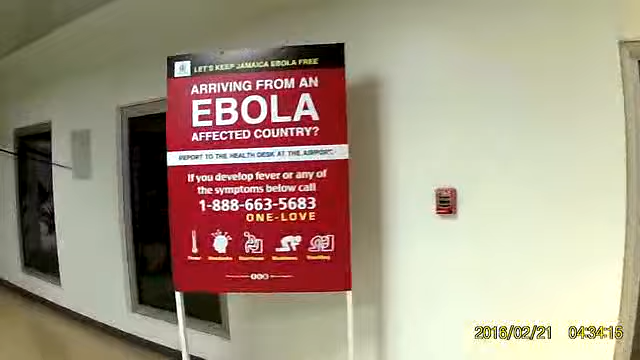 LET'S KEEP JAMAICA EBOLA FREE
ARRIVING FROM AN
EBOLA
AFFECTED COUNTRY?
REPORT TO THE HEALTH DESK AT THE AIRPORT.
If you develop fever or any of
the symptoms below call
1-888-663-5683
ONE-LOVE
Fever Headache Diarrhoea Weakness Vomiting
2016/02/21 04:34:15